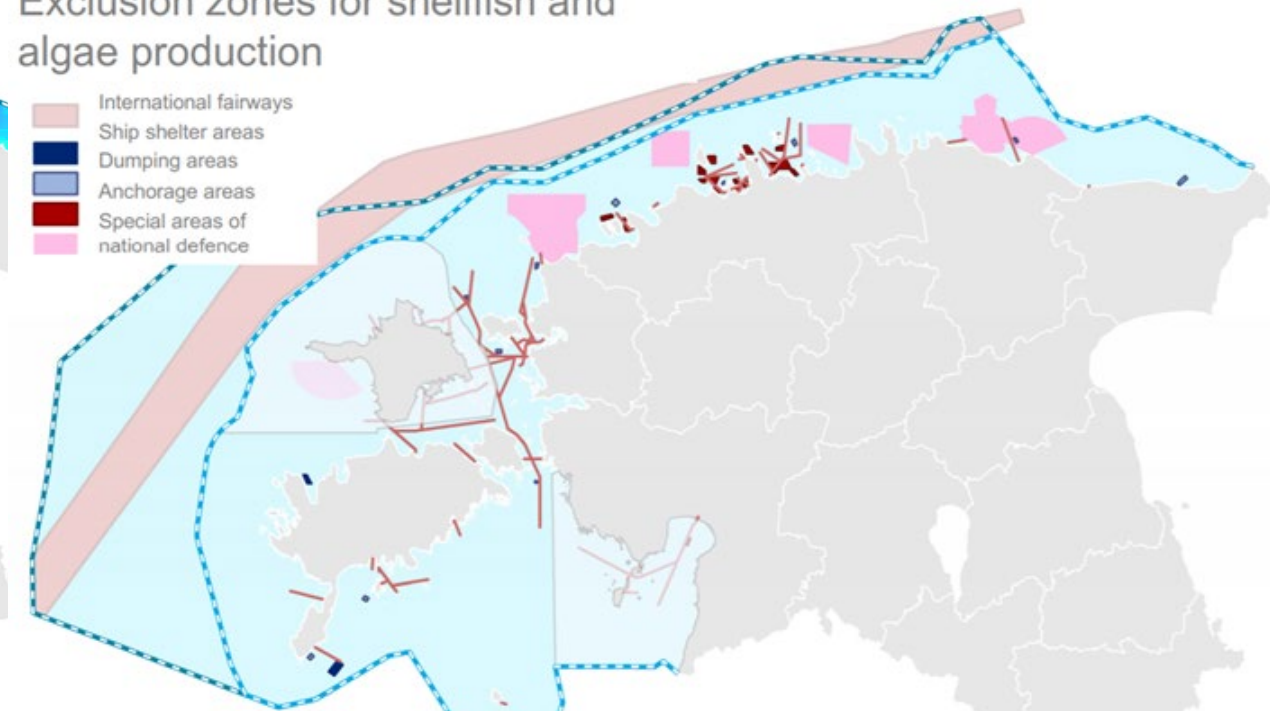 Exclusion zones for shellfish and
algae production
International fairways
Ship shelter areas
Dumping areas
Anchorage areas
Special areas of
national defence